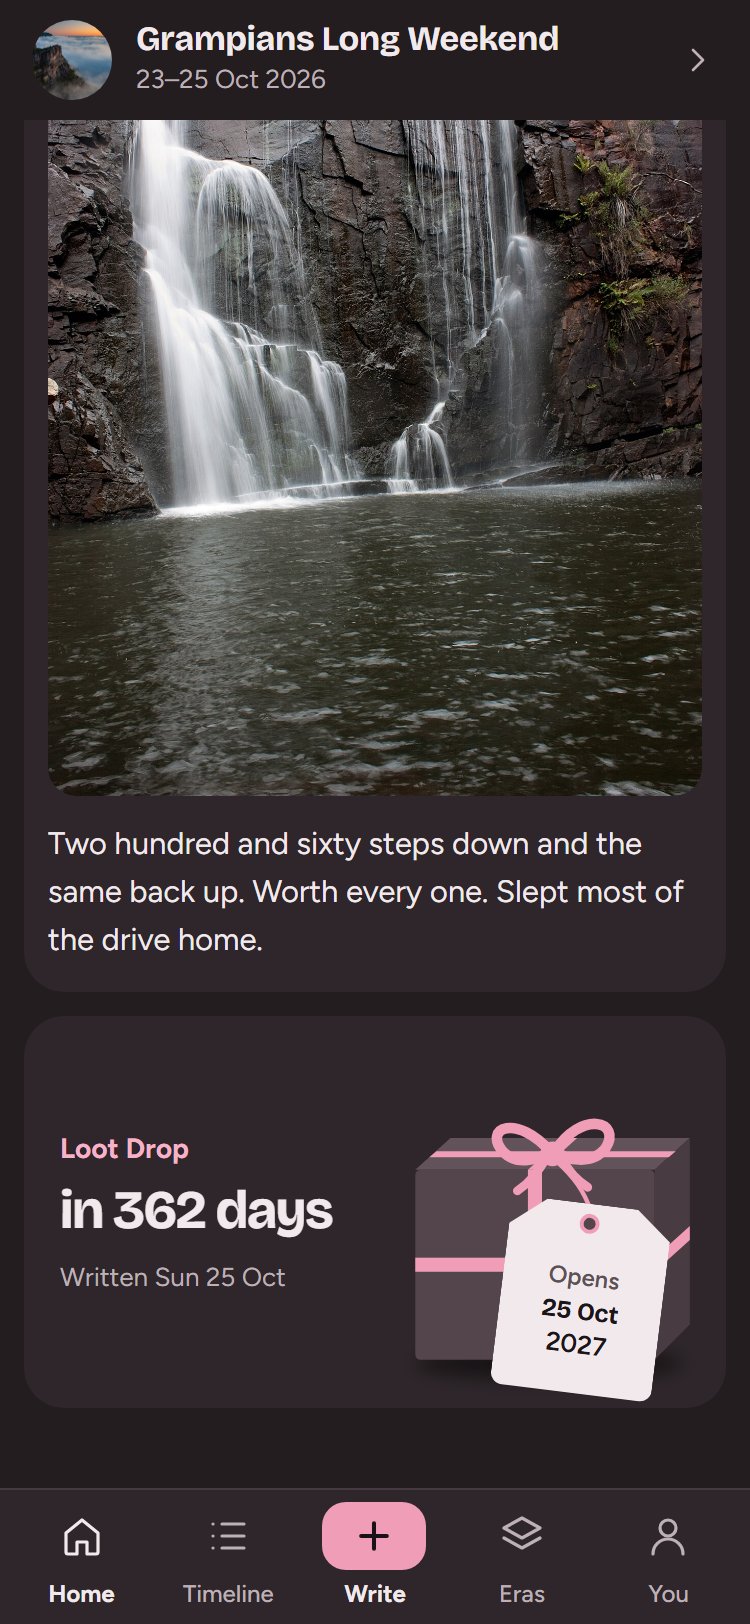 Grampians Long Weekend
23–25 Oct 2026
Two hundred and sixty steps down and the
same back up. Worth every one. Slept most of
the drive home.
Loot Drop
in 362 days
Written Sun 25 Oct
Opens
25 Oct
2027
Home
Timeline
Write
Eras
You